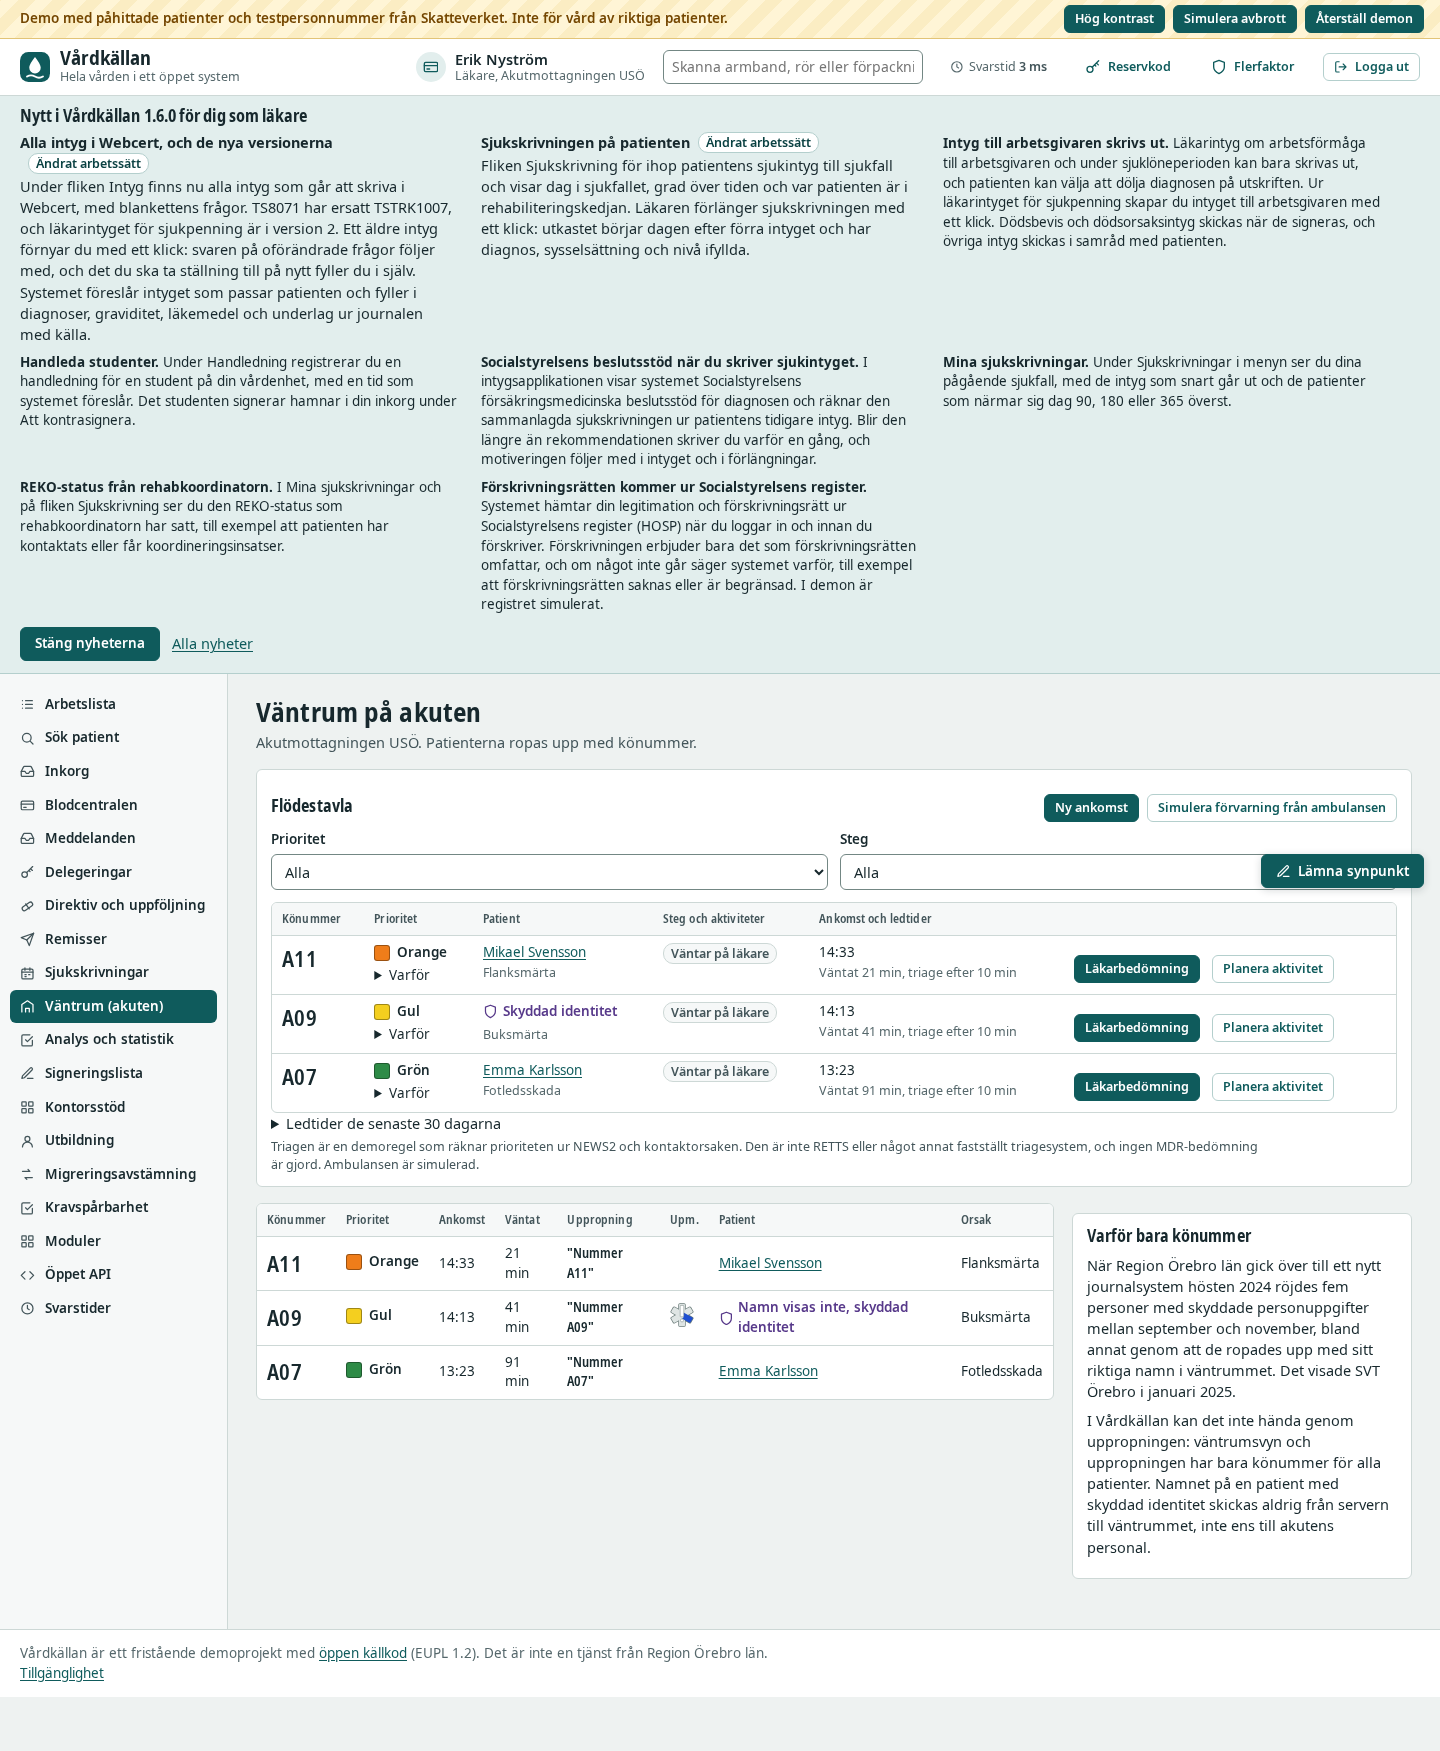 Demo med påhittade patienter och testpersonnummer från Skatteverket. Inte för vård av riktiga patienter.
Hög kontrast
Simulera avbrott
Återställ demon
Vårdkällan
Hela vården i ett öppet system
Erik Nyström
Läkare, Akutmottagningen USÖ
Skanna armband, rör eller förpackni
Svarstid 3 ms
Reservkod
Flerfaktor
Logga ut
Nytt i Vårdkällan 1.6.0 för dig som läkare
Alla intyg i Webcert, och de nya versionerna
Ändrat arbetssätt
Under fliken Intyg finns nu alla intyg som går att skriva i
Webcert, med blankettens frågor. TS8071 har ersatt TSTRK1007,
och läkarintyget för sjukpenning är i version 2. Ett äldre intyg
förnyar du med ett klick: svaren på oförändrade frågor följer
med, och det du ska ta ställning till på nytt fyller du i själv.
Systemet föreslår intyget som passar patienten och fyller i
diagnoser, graviditet, läkemedel och underlag ur journalen
med källa.
Sjukskrivningen på patienten Ändrat arbetssätt
Fliken Sjukskrivning för ihop patientens sjukintyg till sjukfall
och visar dag i sjukfallet, grad över tiden och var patienten är i
rehabiliteringskedjan. Läkaren förlänger sjukskrivningen med
ett klick: utkastet börjar dagen efter förra intyget och har
diagnos, sysselsättning och nivå ifyllda.
Intyg till arbetsgivaren skrivs ut. Läkarintyg om arbetsförmåga
till arbetsgivaren och under sjuklöneperioden kan bara skrivas ut,
och patienten kan välja att dölja diagnosen på utskriften. Ur
läkarintyget för sjukpenning skapar du intyget till arbetsgivaren med
ett klick. Dödsbevis och dödsorsaksintyg skickas när de signeras, och
övriga intyg skickas i samråd med patienten.
Handleda studenter. Under Handledning registrerar du en
handledning för en student på din vårdenhet, med en tid som
systemet föreslår. Det studenten signerar hamnar i din inkorg under
Att kontrasignera.
Socialstyrelsens beslutsstöd när du skriver sjukintyget. I
intygsapplikationen visar systemet Socialstyrelsens
försäkringsmedicinska beslutsstöd för diagnosen och räknar den
sammanlagda sjukskrivningen ur patientens tidigare intyg. Blir den
längre än rekommendationen skriver du varför en gång, och
motiveringen följer med i intyget och i förlängningar.
Mina sjukskrivningar. Under Sjukskrivningar i menyn ser du dina
pågående sjukfall, med de intyg som snart går ut och de patienter
som närmar sig dag 90, 180 eller 365 överst.
REKO-status från rehabkoordinatorn. I Mina sjukskrivningar och
på fliken Sjukskrivning ser du den REKO-status som
rehabkoordinatorn har satt, till exempel att patienten har
kontaktats eller får koordineringsinsatser.
Förskrivningsrätten kommer ur Socialstyrelsens register.
Systemet hämtar din legitimation och förskrivningsrätt ur
Socialstyrelsens register (HOSP) när du loggar in och innan du
förskriver. Förskrivningen erbjuder bara det som förskrivningsrätten
omfattar, och om något inte går säger systemet varför, till exempel
att förskrivningsrätten saknas eller är begränsad. I demon är
registret simulerat.
Stäng nyheterna
Alla nyheter
Arbetslista
Sök patient
Inkorg
Blodcentralen
Meddelanden
Delegeringar
Direktiv och uppföljning
Remisser
Sjukskrivningar
Väntrum (akuten)
Analys och statistik
Signeringslista
Kontorsstöd
Utbildning
Migreringsavstämning
Kravspårbarhet
Moduler
Öppet API
Svarstider
Väntrum på akuten
Akutmottagningen USÖ. Patienterna ropas upp med könummer.
Flödestavla
Ny ankomst
Simulera förvarning från ambulansen
Prioritet
Steg
Alla
Alla
Lämna synpunkt
Könummer Prioritet Patient Steg och aktiviteter Ankomst och ledtider
A11 Orange Mikael Svensson Väntar på läkare 14:33
Varför Flanksmärta Väntat 21 min, triage efter 10 min
Läkarbedömning Planera aktivitet
A09 Gul Skyddad identitet Väntar på läkare 14:13
Varför Buksmärta Väntat 41 min, triage efter 10 min
Läkarbedömning Planera aktivitet
A07 Grön Emma Karlsson Väntar på läkare 13:23
Varför Fotledsskada Väntat 91 min, triage efter 10 min
Läkarbedömning Planera aktivitet
Ledtider de senaste 30 dagarna
Triagen är en demoregel som räknar prioriteten ur NEWS2 och kontaktorsaken. Den är inte RETTS eller något annat fastställt triagesystem, och ingen MDR-bedömning
är gjord. Ambulansen är simulerad.
Könummer Prioritet Ankomst Väntat Uppropning Upm. Patient Orsak
A11 Orange 14:33 21 min "Nummer A11" Mikael Svensson Flanksmärta
A09 Gul 14:13 41 min "Nummer A09" Namn visas inte, skyddad identitet Buksmärta
A07 Grön 13:23 91 min "Nummer A07" Emma Karlsson Fotledsskada
Varför bara könummer
När Region Örebro län gick över till ett nytt
journalsystem hösten 2024 röjdes fem
personer med skyddade personuppgifter
mellan september och november, bland
annat genom att de ropades upp med sitt
riktiga namn i väntrummet. Det visade SVT
Örebro i januari 2025.
I Vårdkällan kan det inte hända genom
uppropningen: väntrumsvyn och
uppropningen har bara könummer för alla
patienter. Namnet på en patient med
skyddad identitet skickas aldrig från servern
till väntrummet, inte ens till akutens
personal.
Vårdkällan är ett fristående demoprojekt med öppen källkod (EUPL 1.2). Det är inte en tjänst från Region Örebro län.
Tillgänglighet